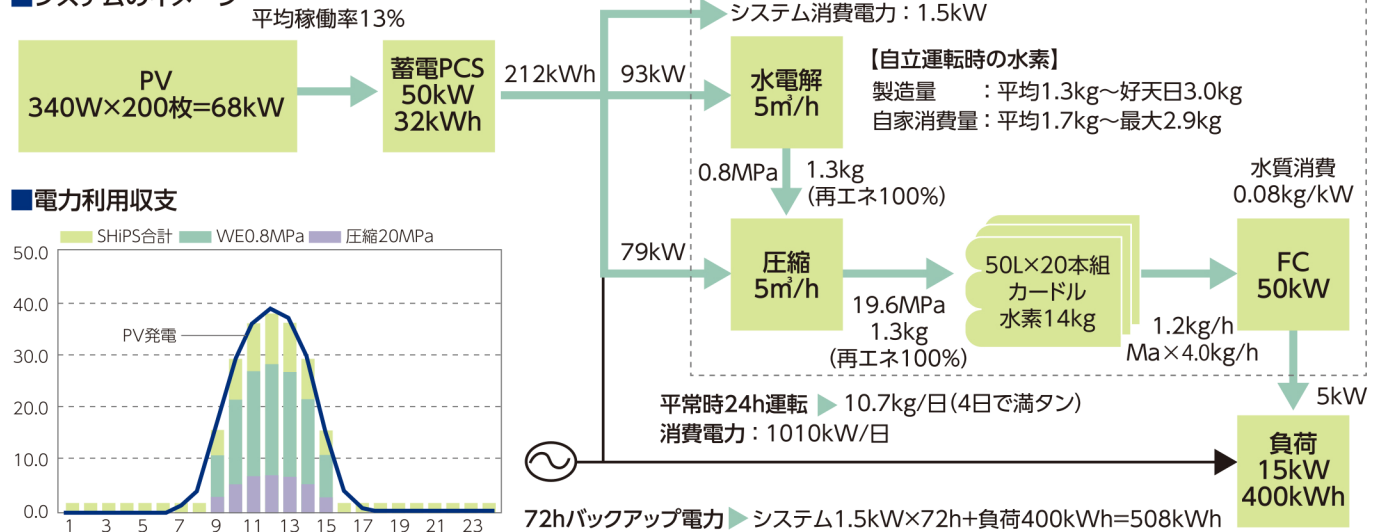 ■システムのイメージ
平均稼働率13%
PV
340W×200枚=68kW
蓄電PCS
50kW
32kWh
212kWh
93kW
システム消費電力：1.5kW
水電解
5㎥/h
【自立運転時の水素】
製造量　　：平均1.3kg〜好天日3.0kg
自家消費量：平均1.7kg〜最大2.9kg
0.8MPa
1.3kg
(再エネ100%)
79kW
圧縮
5㎥/h
19.6MPa
1.3kg
(再エネ100%)
50L×20本組
カードル
水素14kg
1.2kg/h
Ma×4.0kg/h
水質消費
0.08kg/kW
FC
50kW
5kW
負荷
15kW
400kWh
平常時24h運転 ▶ 10.7kg/日(4日で満タン)
消費電力：1010kW/日
72hバックアップ電力 ▶ システム1.5kW×72h+負荷400kWh=508kWh
■電力利用収支
SHiPS合計 WE0.8MPa 圧縮20MPa
PV発電
50.0
40.0
30.0
20.0
10.0
0.0
1 3 5 7 9 11 13 15 17 19 21 23